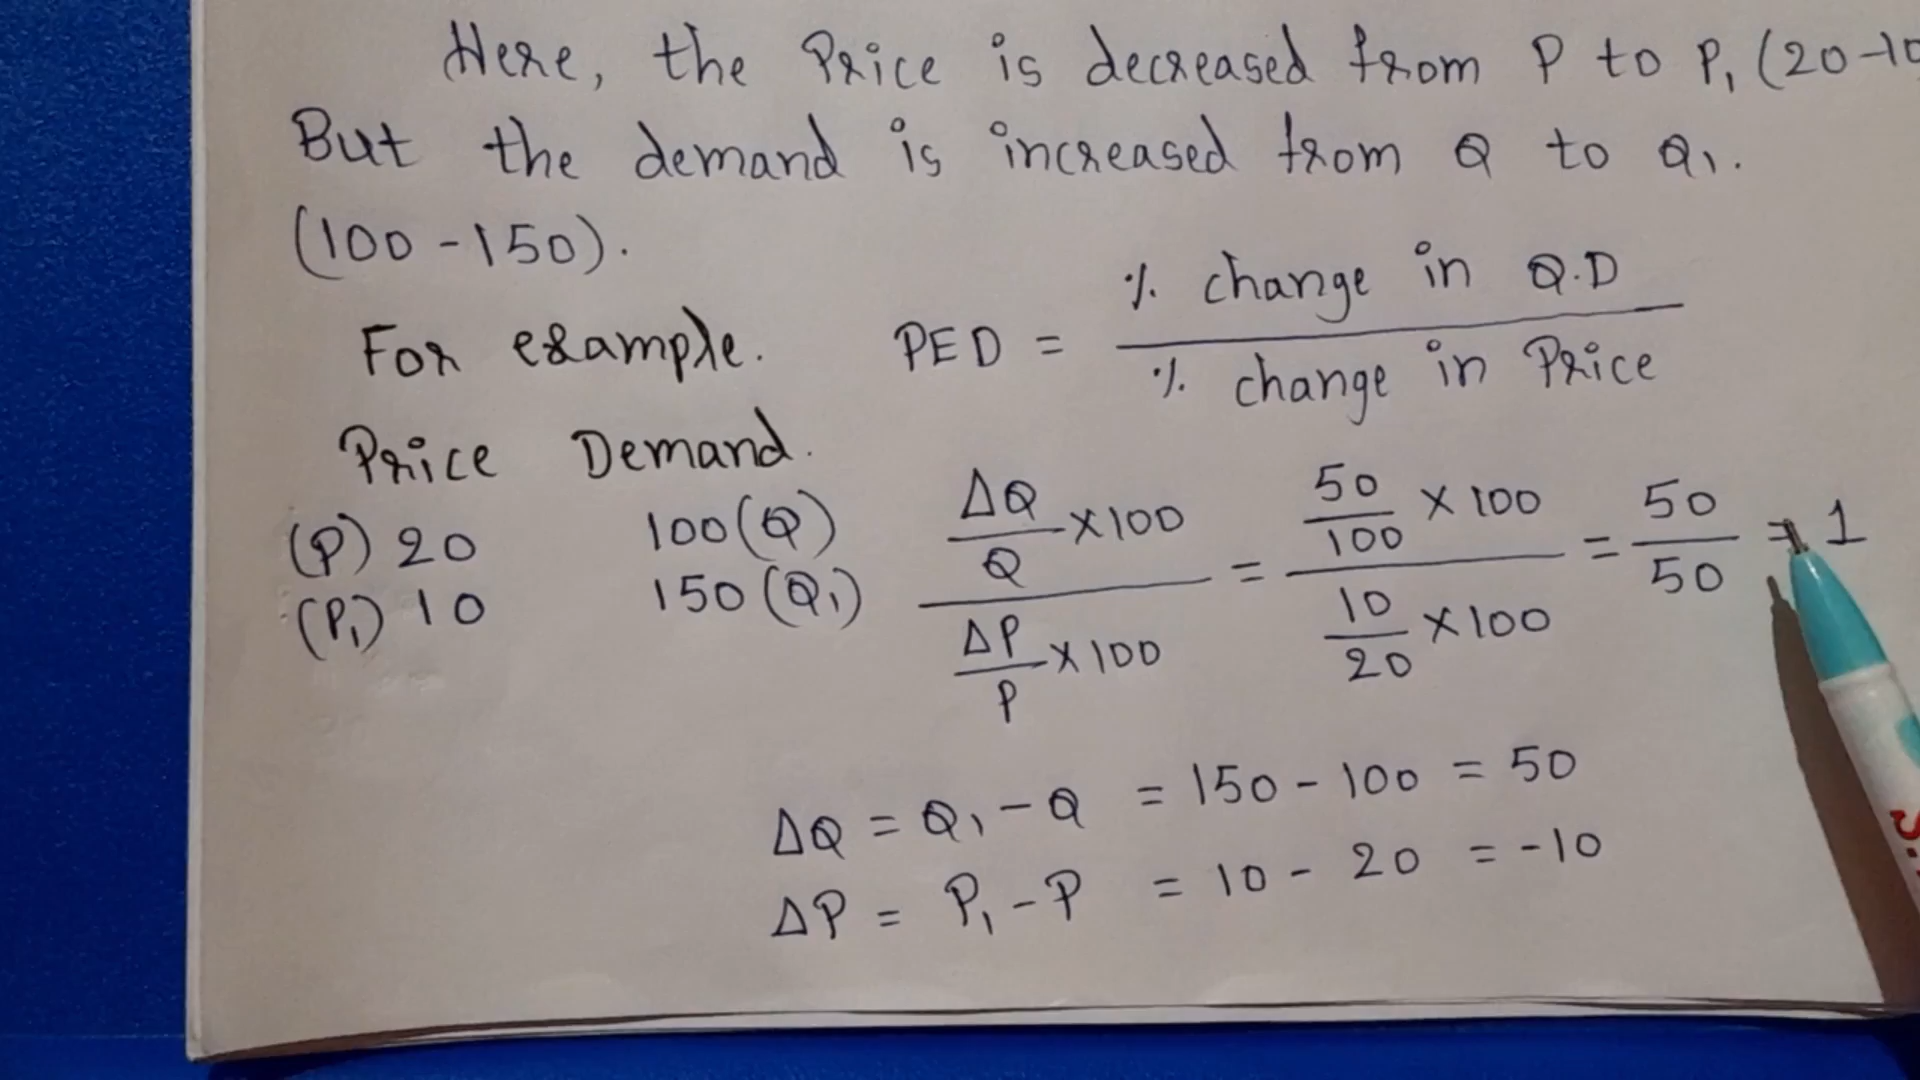 Here, the Price is decreased from P to P₁ (20-10
But the demand is increased from Q to Q₁.
(100-150).
For example.
PED = % change in Q.D / % change in Price
Price Demand.
(P) 20 100(Q)
(P₁) 10 150(Q₁)
ΔQ/Q ×100 / ΔP/P ×100 = 50/100 ×100 / 10/20 ×100 = 50/50 = 1
ΔQ = Q₁-Q = 150-100 = 50
ΔP = P₁-P = 10-20 = -10